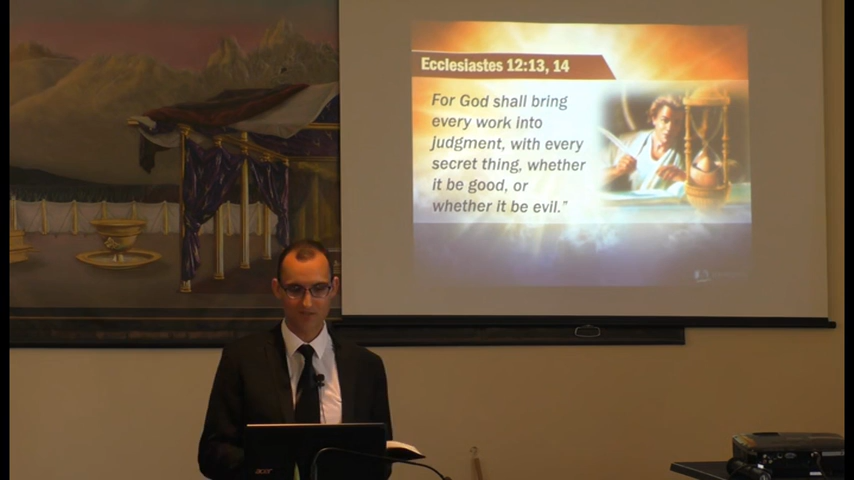 Ecclesiastes 12:13, 14
For God shall bring
every work into
judgment, with every
secret thing, whether
it be good, or
whether it be evil."
acer